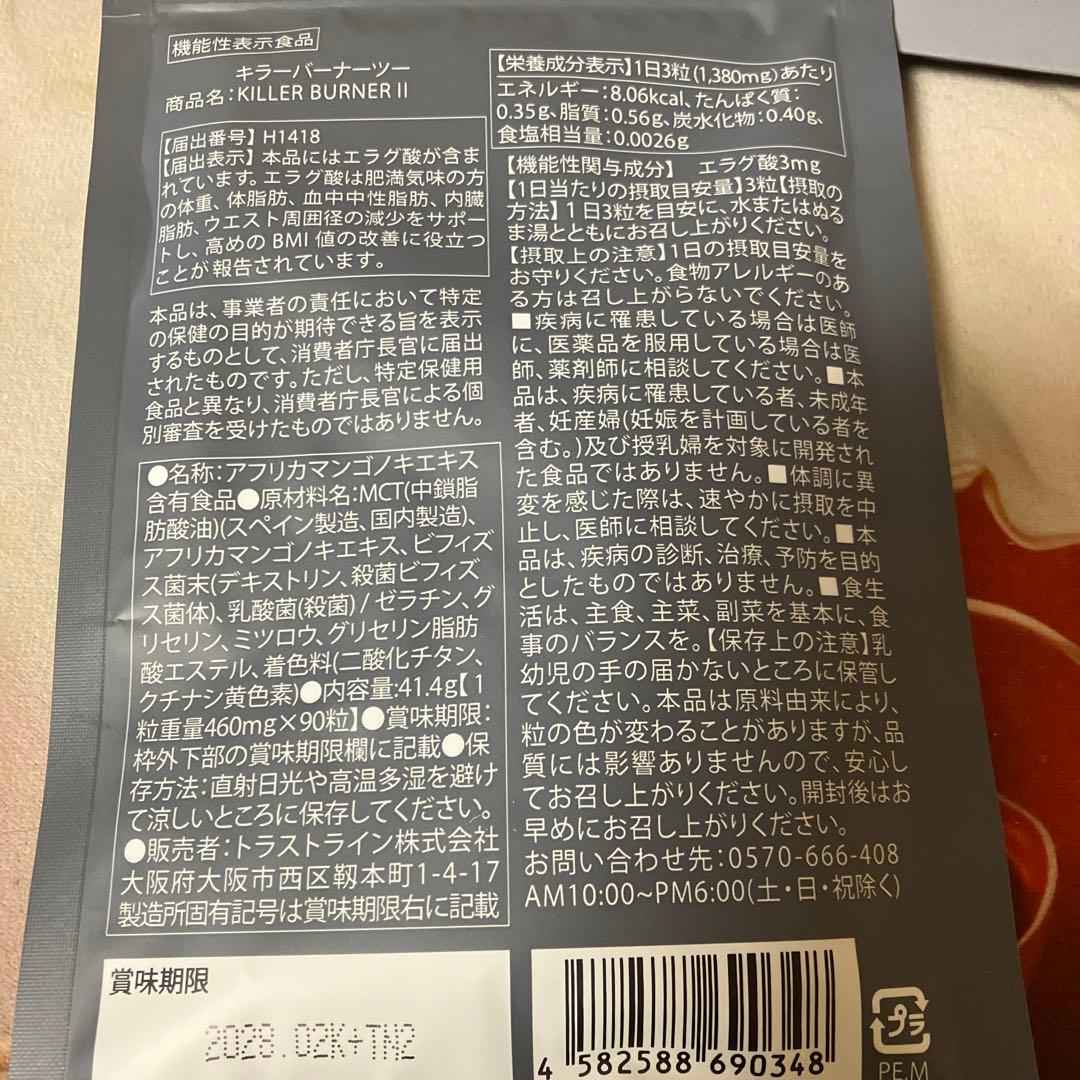 機能性表示食品
キラーバーナーツー
商品名:KILLER BURNER II
【届出番号】H1418
【届出表示】本品にはエラグ酸が含ま
れています。エラグ酸は肥満気味の方
の体重、体脂肪、血中中性脂肪、内臓
脂肪、ウエスト周囲径の減少をサポー
トし、高めのBMI値の改善に役立つ
ことが報告されています。
本品は、事業者の責任において特定
の保健の目的が期待できる旨を表示
するものとして、消費者庁長官に届出
されたものです。ただし、特定保健用
食品と異なり、消費者庁長官による個
別審査を受けたものではありません。
●名称:アフリカマンゴノキエキス
含有食品●原材料名:MCT(中鎖脂
肪酸油)(スペイン製造、国内製造)、
アフリカマンゴノキエキス、ビフィズ
ス菌末(デキストリン、殺菌ビフィズ
ス菌体)、乳酸菌(殺菌)/ゼラチン、グ
リセリン、ミツロウ、グリセリン脂肪
酸エステル、着色料(二酸化チタン、
クチナシ黄色素)●内容量:41.4g【1
粒重量460mg×90粒】●賞味期限:
枠外下部の賞味期限欄に記載●保
存方法:直射日光や高温多湿を避け
て涼しいところに保存してください。
●販売者:トラストライン株式会社
大阪府大阪市西区靱本町1-4-17
製造所固有記号は賞味期限右に記載
【栄養成分表示】1日3粒(1,380mg)あたり
エネルギー:8.06kcal、たんぱく質:
0.35g、脂質:0.56g、炭水化物:0.40g、
食塩相当量:0.0026g
【機能性関与成分】 エラグ酸3mg
【1日当たりの摂取目安量】3粒【摂取の
方法】1日3粒を目安に、水またはぬる
ま湯とともにお召し上がりください。
【摂取上の注意】1日の摂取目安量を
お守りください。食物アレルギーのあ
る方は召し上がらないでください。
■疾病に罹患している場合は医師
に、医薬品を服用している場合は医
師、薬剤師に相談してください。■本
品は、疾病に罹患している者、未成年
者、妊産婦(妊娠を計画している者を
含む。)及び授乳婦を対象に開発され
た食品ではありません。■体調に異
変を感じた際は、速やかに摂取を中
止し、医師に相談してください。■本
品は、疾病の診断、治療、予防を目的
としたものではありません。■食生
活は、主食、主菜、副菜を基本に、食
事のバランスを。【保存上の注意】乳
幼児の手の届かないところに保管し
てください。本品は原料由来により、
粒の色が変わることがありますが、品
質には影響ありませんので、安心し
てお召し上がりください。開封後はお
早めにお召し上がりください。
お問い合わせ先:0570-666-408
AM10:00~PM6:00(土・日・祝除く)
賞味期限
2028.02K+TN2
4 582588 690348
プラ
PE.M